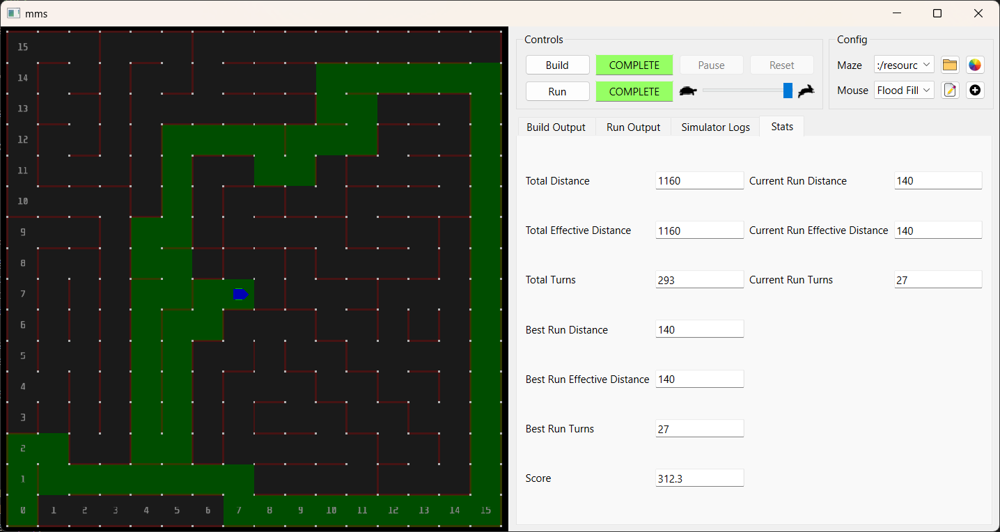 mms
Controls
Build COMPLETE Pause Reset
Run COMPLETE
Config
Maze :/resourc
Mouse Flood Fill
Build Output Run Output Simulator Logs Stats
Total Distance 1160 Current Run Distance 140
Total Effective Distance 1160 Current Run Effective Distance 140
Total Turns 293 Current Run Turns 27
Best Run Distance 140
Best Run Effective Distance 140
Best Run Turns 27
Score 312.3
15
14
13
12
11
10
9
8
7
6
5
4
3
2
1
0 1 2 3 4 5 6 7 8 9 10 11 12 13 14 15